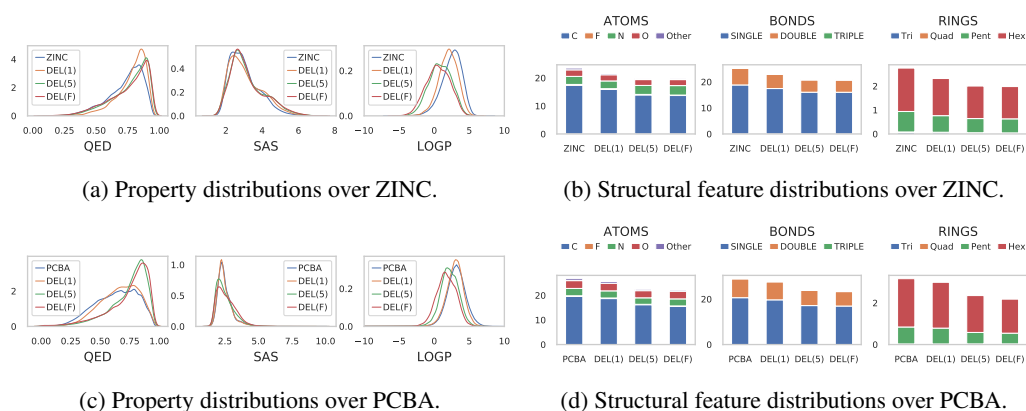 ATOMS BONDS RINGS
C F N O Other SINGLE DOUBLE TRIPLE Tri Quad Pent Hex
ZINC DEL(1) DEL(5) DEL(F)
ZINC DEL(1) DEL(5) DEL(F)
ZINC DEL(1) DEL(5) DEL(F)
4 2 0
0.4 0.2 0.0
0.2 0.0
20 10 0
20 10 0
2 1 0
0.00 0.25 0.50 0.75 1.00
2 4 6 8
−10 −5 0 5 10
ZINC DEL(1) DEL(5) DEL(F)
ZINC DEL(1) DEL(5) DEL(F)
ZINC DEL(1) DEL(5) DEL(F)
QED SAS LOGP
(a) Property distributions over ZINC.
(b) Structural feature distributions over ZINC.
ATOMS BONDS RINGS
C F N O Other SINGLE DOUBLE TRIPLE Tri Quad Pent Hex
PCBA DEL(1) DEL(5) DEL(F)
PCBA DEL(1) DEL(5) DEL(F)
PCBA DEL(1) DEL(5) DEL(F)
2 0
1.0 0.5 0.0
0.2 0.0
20 10 0
20 0
2 0
0.00 0.25 0.50 0.75 1.00
2.5 5.0 7.5 10.0
−10 −5 0 5 10
PCBA DEL(1) DEL(5) DEL(F)
PCBA DEL(1) DEL(5) DEL(F)
PCBA DEL(1) DEL(5) DEL(F)
QED SAS LOGP
(c) Property distributions over PCBA.
(d) Structural feature distributions over PCBA.